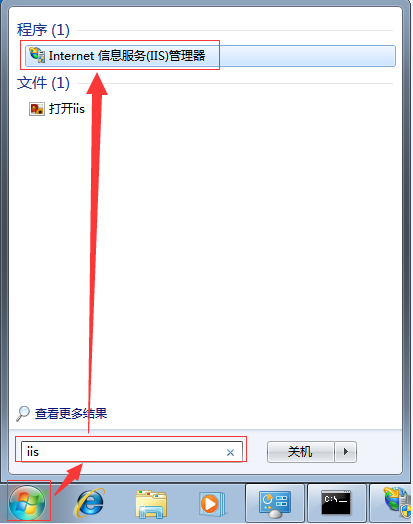 程序 (1)
Internet 信息服务(IIS)管理器
文件 (1)
打开iis
查看更多结果
iis
关机
C:\